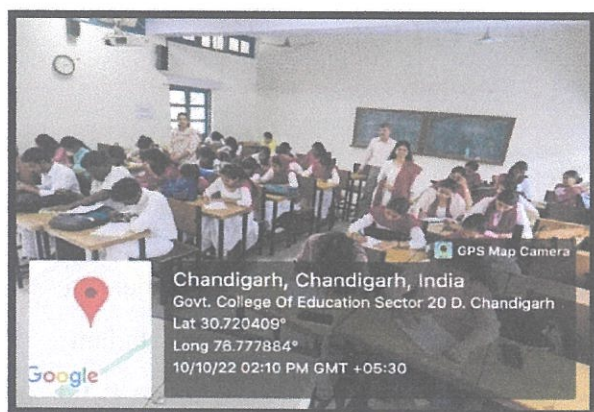 GPS Map Camera
Chandigarh, Chandigarh, India
Govt. College Of Education Sector 20 D. Chandigarh
Lat 30.720409°
Long 76.777884°
10/10/22 02:10 PM GMT +05:30
Google